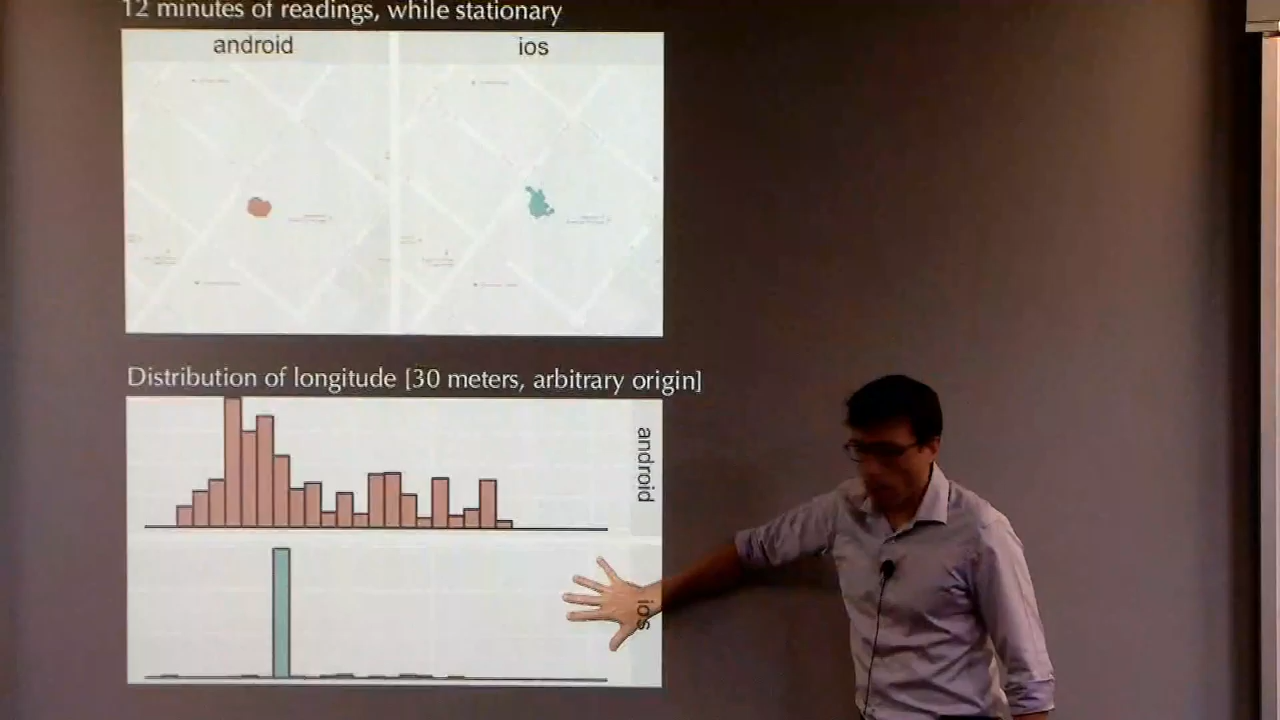 12 minutes of readings, while stationary
android
ios
Distribution of longitude [30 meters, arbitrary origin]
android
ios